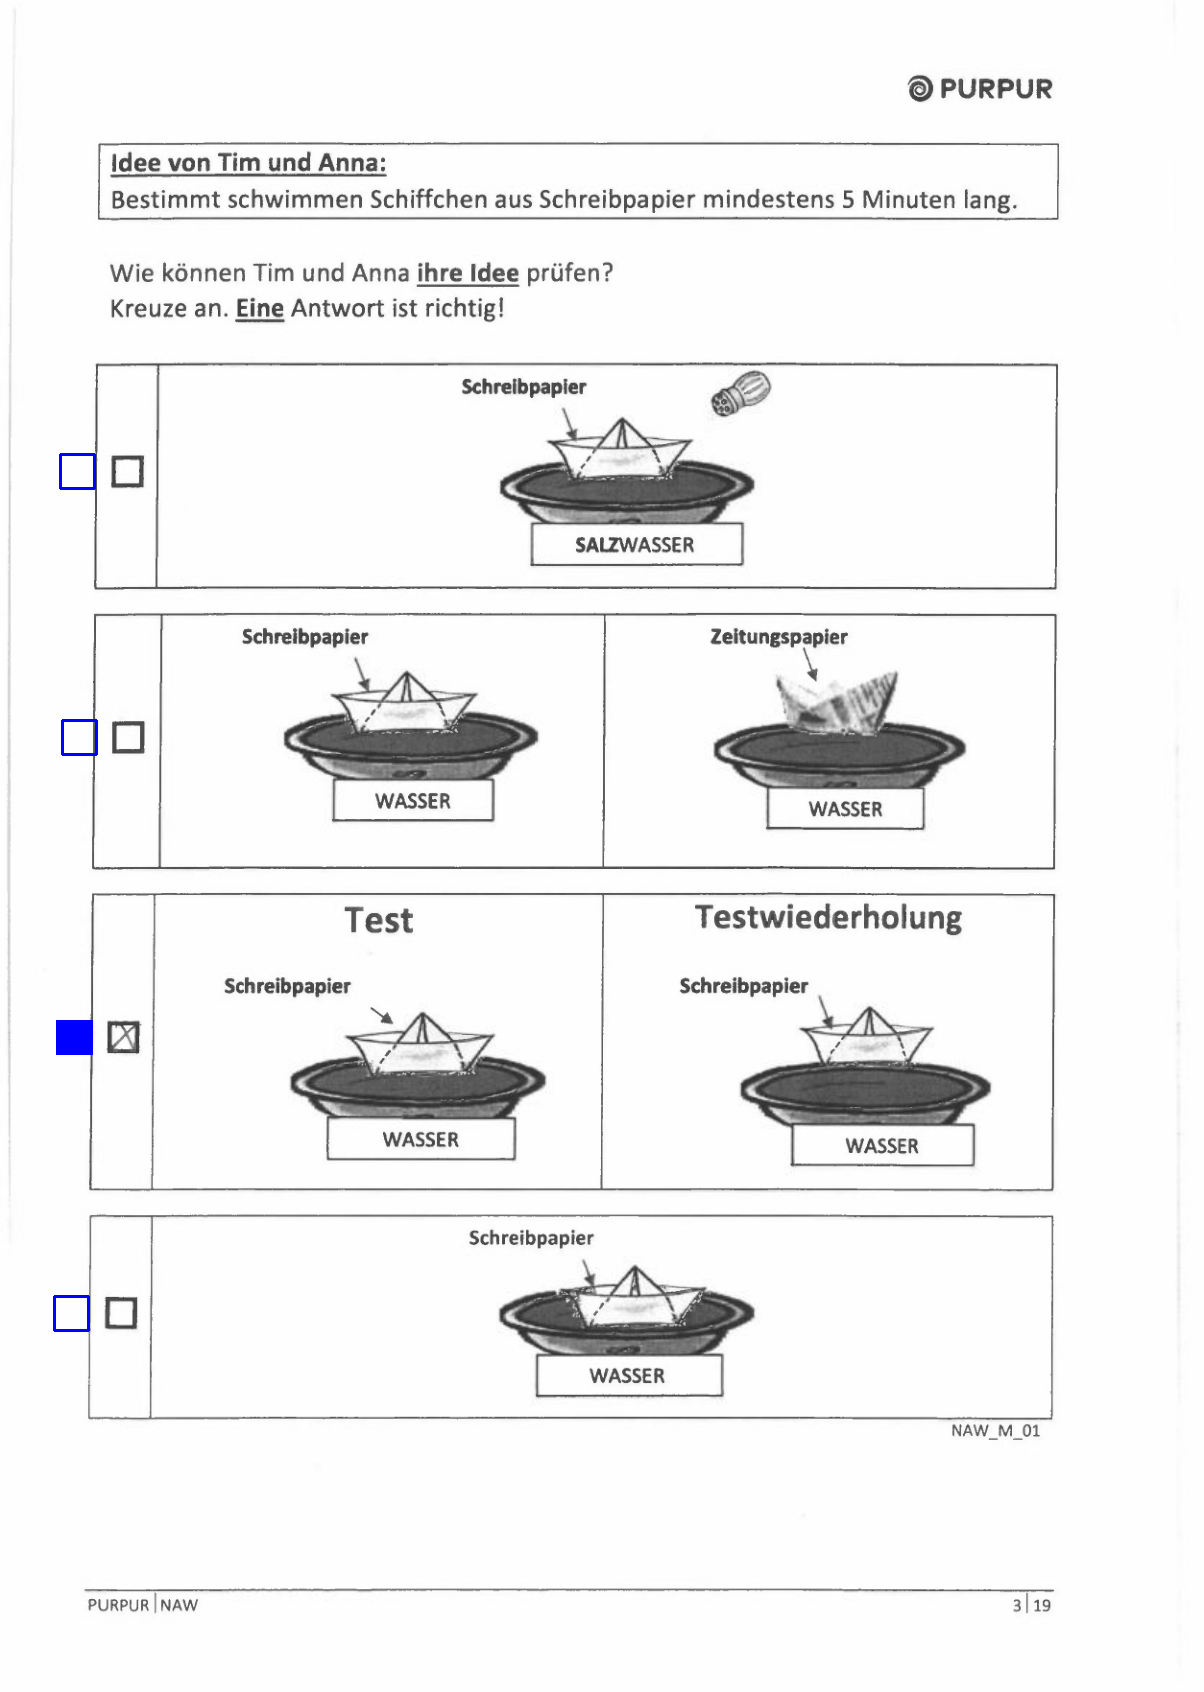 PURPUR
Idee von Tim und Anna:
Bestimmt schwimmen Schiffchen aus Schreibpapier mindestens 5 Minuten lang.
Wie können Tim und Anna ihre Idee prüfen?
Kreuze an. Eine Antwort ist richtig!
Schreibpapier
SALZWASSER
Schreibpapier
Zeitungspapier
WASSER
WASSER
Test
Testwiederholung
Schreibpapier
Schreibpapier
WASSER
WASSER
Schreibpapier
WASSER
NAW_M_01
PURPUR | NAW
3 | 19